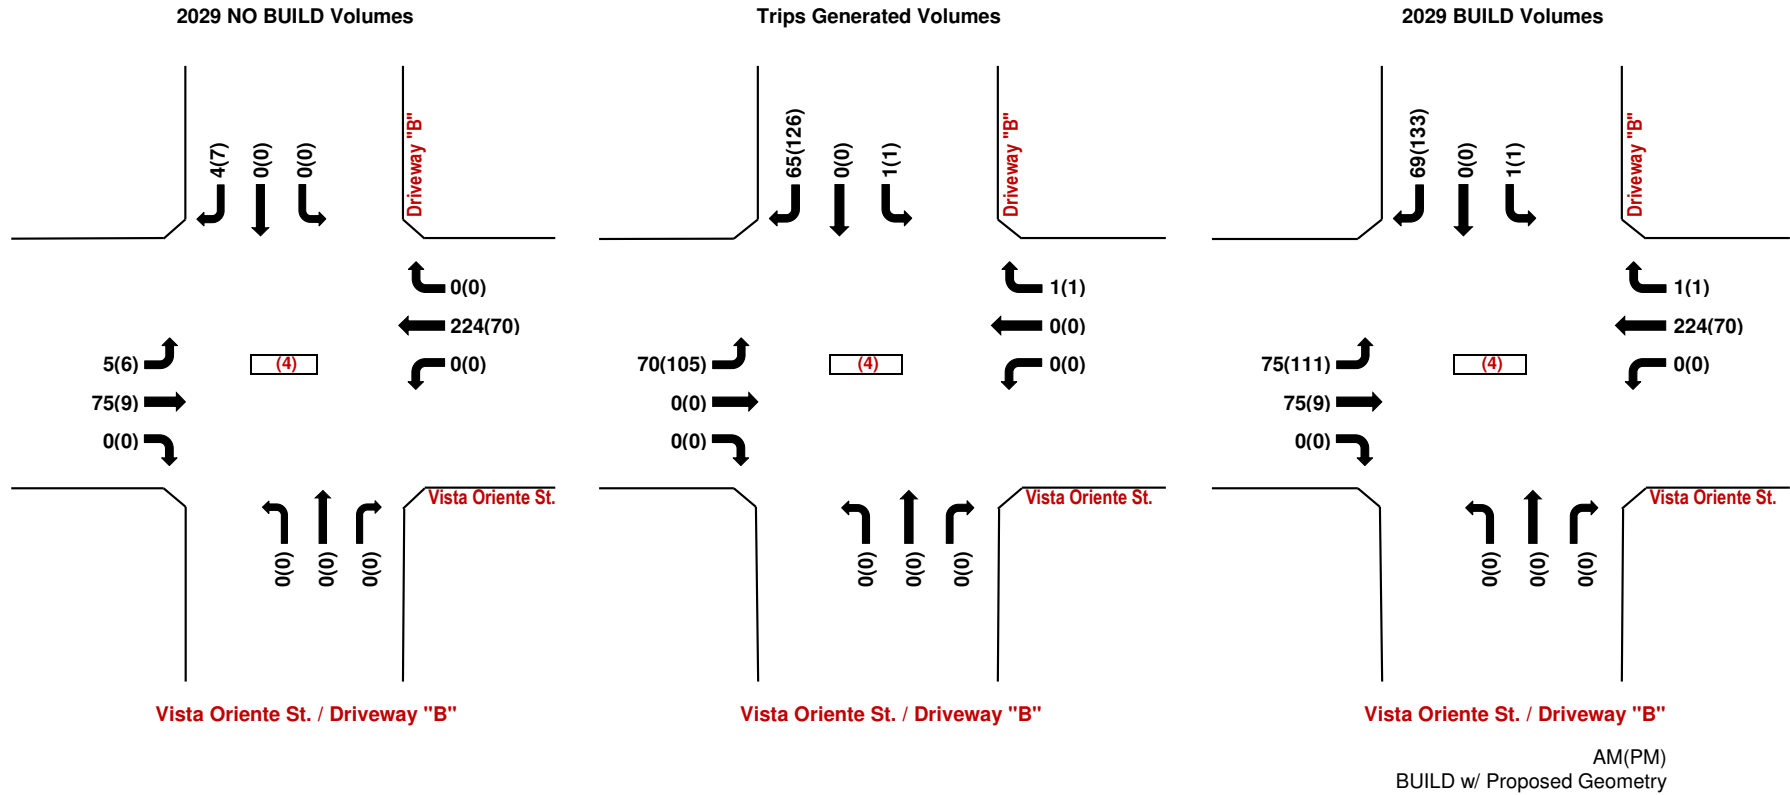 2029 NO BUILD Volumes
4(7)
0(0)
0(0)
Driveway "B"
0(0)
224(70)
0(0)
5(6)
75(9)
0(0)
(4)
Vista Oriente St.
0(0)
0(0)
0(0)
Vista Oriente St. / Driveway "B"
Trips Generated Volumes
65(126)
0(0)
1(1)
Driveway "B"
1(1)
0(0)
0(0)
70(105)
0(0)
0(0)
(4)
Vista Oriente St.
0(0)
0(0)
0(0)
Vista Oriente St. / Driveway "B"
2029 BUILD Volumes
69(133)
0(0)
1(1)
Driveway "B"
1(1)
224(70)
0(0)
75(111)
75(9)
0(0)
(4)
Vista Oriente St.
0(0)
0(0)
0(0)
Vista Oriente St. / Driveway "B"
AM(PM)
BUILD w/ Proposed Geometry